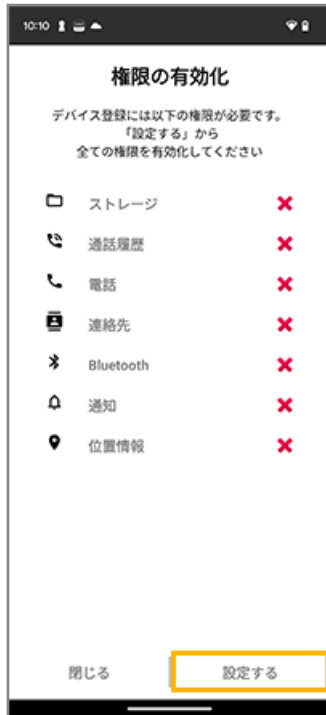 10:10
権限の有効化
デバイス登録には以下の権限が必要です。
「設定する」から
全ての権限を有効化してください
ストレージ
通話履歴
電話
連絡先
Bluetooth
通知
位置情報
閉じる
設定する